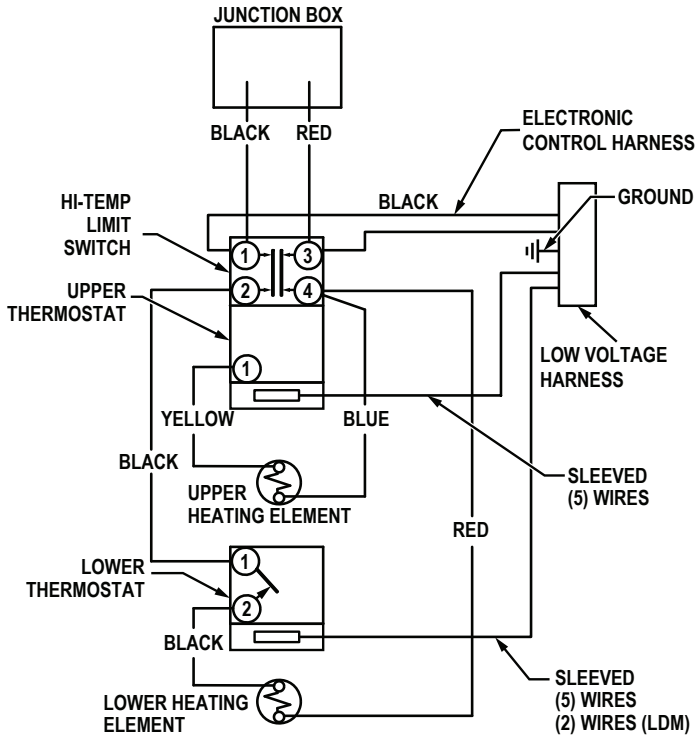 JUNCTION BOX
BLACK RED
ELECTRONIC
CONTROL HARNESS
BLACK
GROUND
HI-TEMP
LIMIT
SWITCH
1 3
2 4
UPPER
THERMOSTAT
LOW VOLTAGE
HARNESS
1
YELLOW
BLUE
BLACK
SLEEVED
(5) WIRES
UPPER
HEATING ELEMENT
RED
LOWER
THERMOSTAT
1
2
BLACK
SLEEVED
(5) WIRES
(2) WIRES (LDM)
LOWER HEATING
ELEMENT